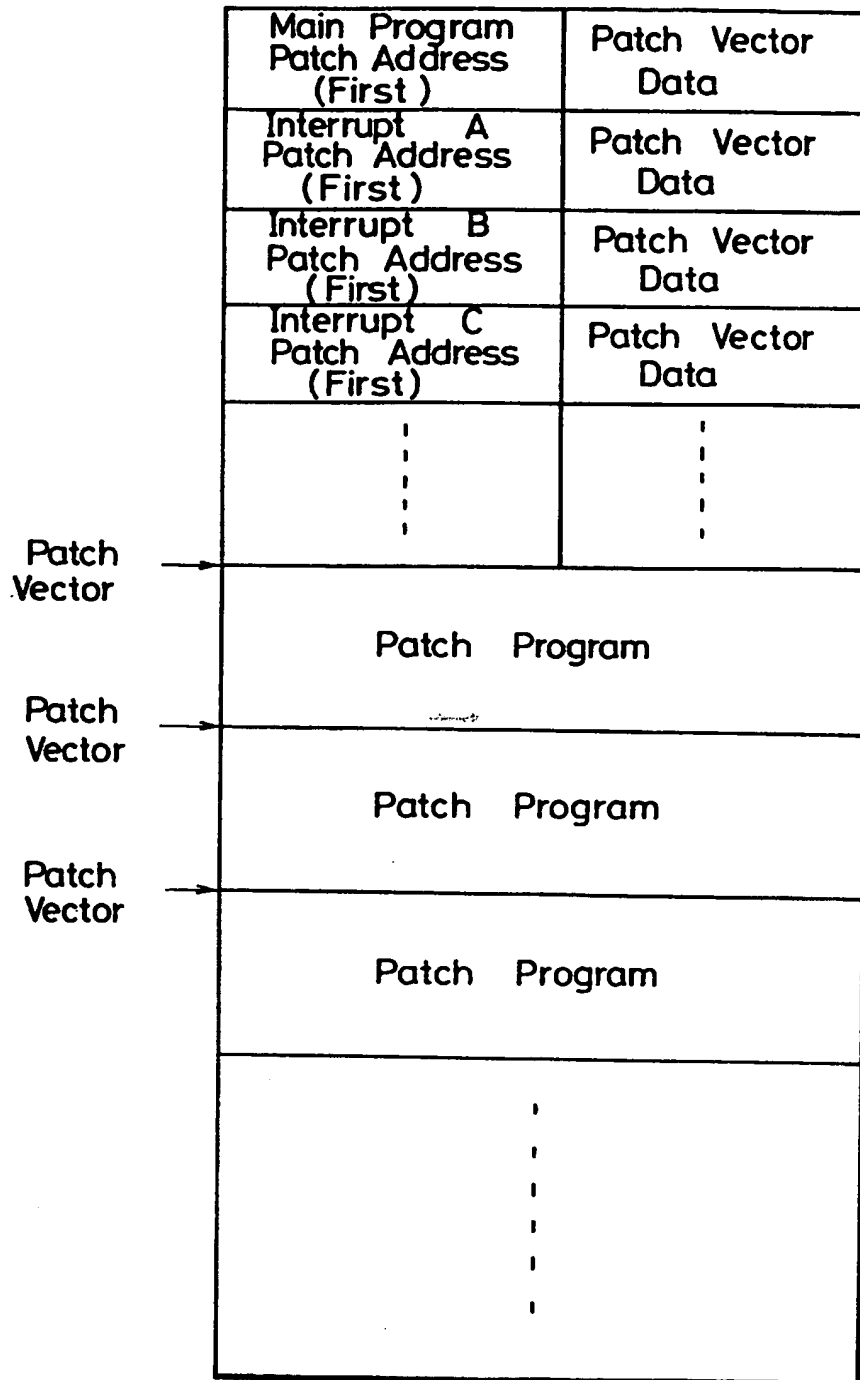 Main Program
Patch Address
(First)
Patch Vector
Data
Interrupt A
Patch Address
(First)
Patch Vector
Data
Interrupt B
Patch Address
(First)
Patch Vector
Data
Interrupt C
Patch Address
(First)
Patch Vector
Data
Patch
Vector
Patch Program
Patch
Vector
Patch Program
Patch
Vector
Patch Program